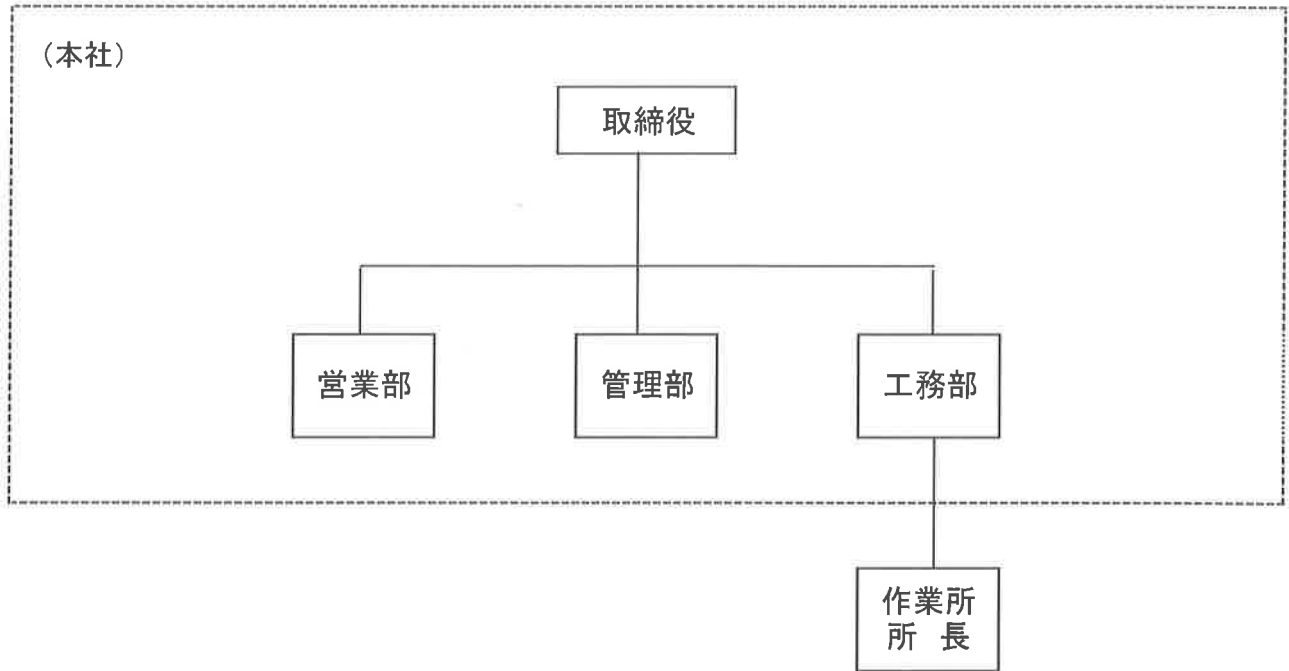 （本社）
取締役
営業部
管理部
工務部
作業所
所 長